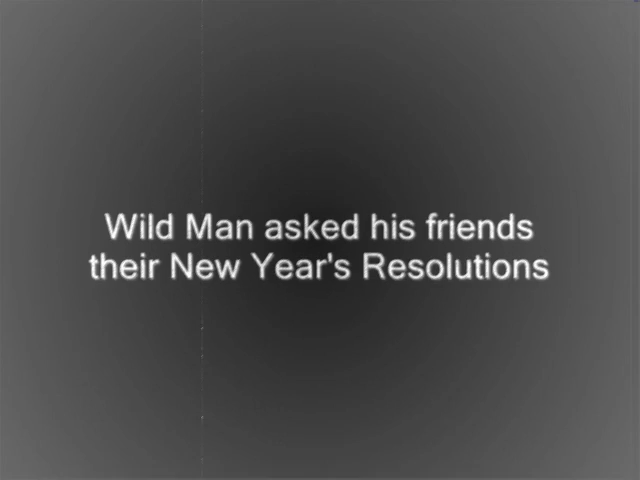 Wild Man asked his friends
their New Year's Resolutions